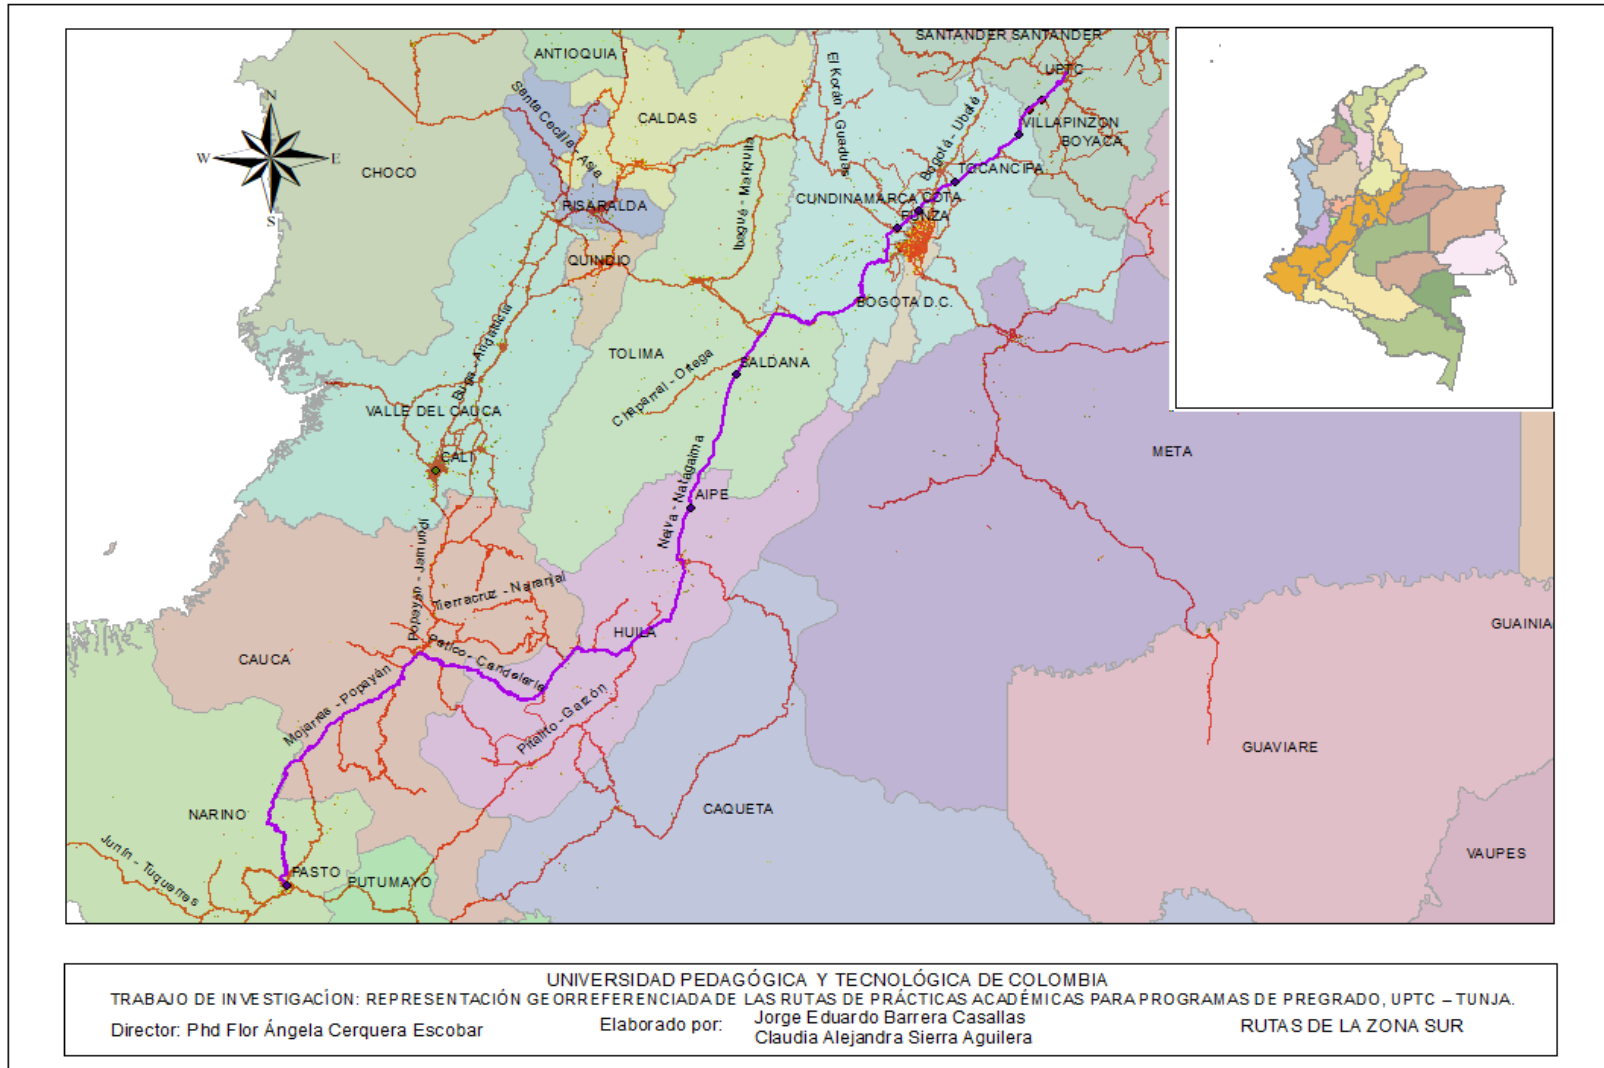 SANTANDER SANTANDER
ANTIOQUIA
UPTC
El Korán - Guaduas
Santa Cecilia - Asia
CALDAS
Bogotá - Ubaté
VILLAPINZON
BOYACA
N
W
E
S
CHOCO
Ibagué - Mariquita
TOCANCIPA
CUNDINAMARCA
COTA
RISARALDA
FUNZA
QUINDIO
BOGOTA D.C.
Buga - Andalucía
TOLIMA
SALDANA
Chaparral - Ortega
VALLE DEL CAUCA
META
CALI
Neiva - Natagaima
AIPE
Popayán - Jamundí
Tierracruz - Naranjal
GUAINIA
HUILA
CAUCA
Patico - Candelaria
Mojarras - Popayán
Pitalito - Garzón
GUAVIARE
CAQUETA
NARINO
Junín - Tuquerres
VAUPES
PASTO
PUTUMAYO
UNIVERSIDAD PEDAGÓGICA Y TECNOLÓGICA DE COLOMBIA
TRABAJO DE INVESTIGACÍON: REPRESENTACIÓN GEORREFERENCIADA DE LAS RUTAS DE PRÁCTICAS ACADÉMICAS PARA PROGRAMAS DE PREGRADO, UPTC – TUNJA.
Director: Phd Flor Ángela Cerquera Escobar
Elaborado por:
Jorge Eduardo Barrera Casallas
Claudia Alejandra Sierra Aguilera
RUTAS DE LA ZONA SUR